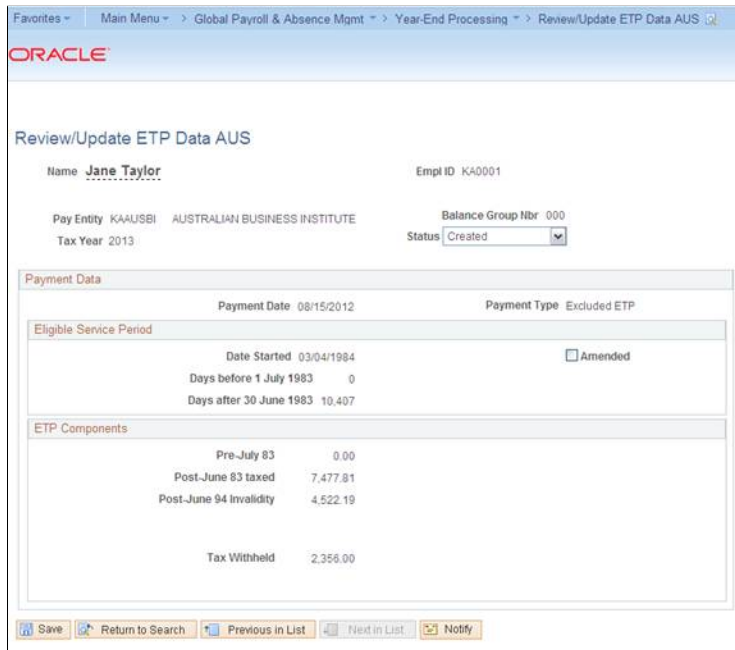 Favorites Main Menu > Global Payroll & Absence Mgmt > Year-End Processing > Review/Update ETP Data AUS
ORACLE
Review/Update ETP Data AUS
Name Jane Taylor Empl ID KA0001
Pay Entity KAAUSBI AUSTRALIAN BUSINESS INSTITUTE Balance Group Nbr 000
Tax Year 2013 Status Created
Payment Data
Payment Date 08/15/2012 Payment Type Excluded ETP
Eligible Service Period
Date Started 03/04/1984 Amended
Days before 1 July 1983 0
Days after 30 June 1983 10,407
ETP Components
Pre-July 83 0.00
Post-June 83 taxed 7,477.81
Post-June 94 Invalidity 4,522.19
Tax Withheld 2,356.00
Save Return to Search Previous in List Next in List Notify